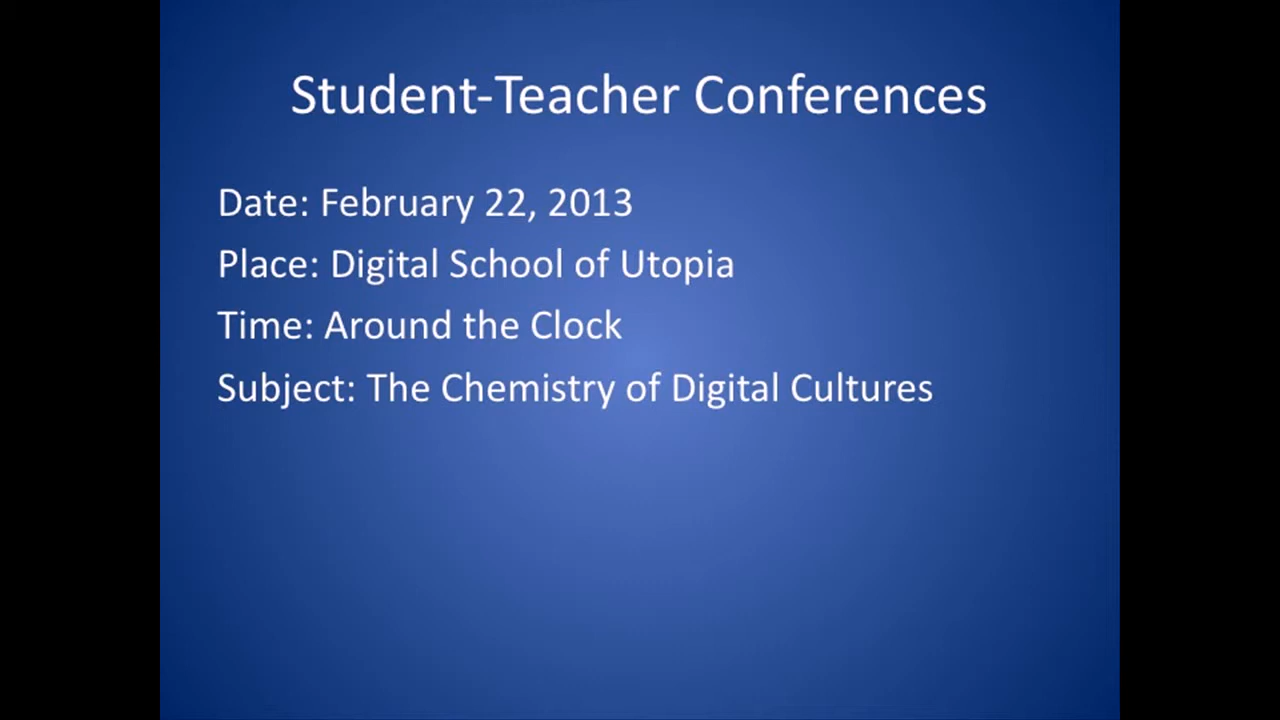 Student-Teacher Conferences
Date: February 22, 2013
Place: Digital School of Utopia
Time: Around the Clock
Subject: The Chemistry of Digital Cultures